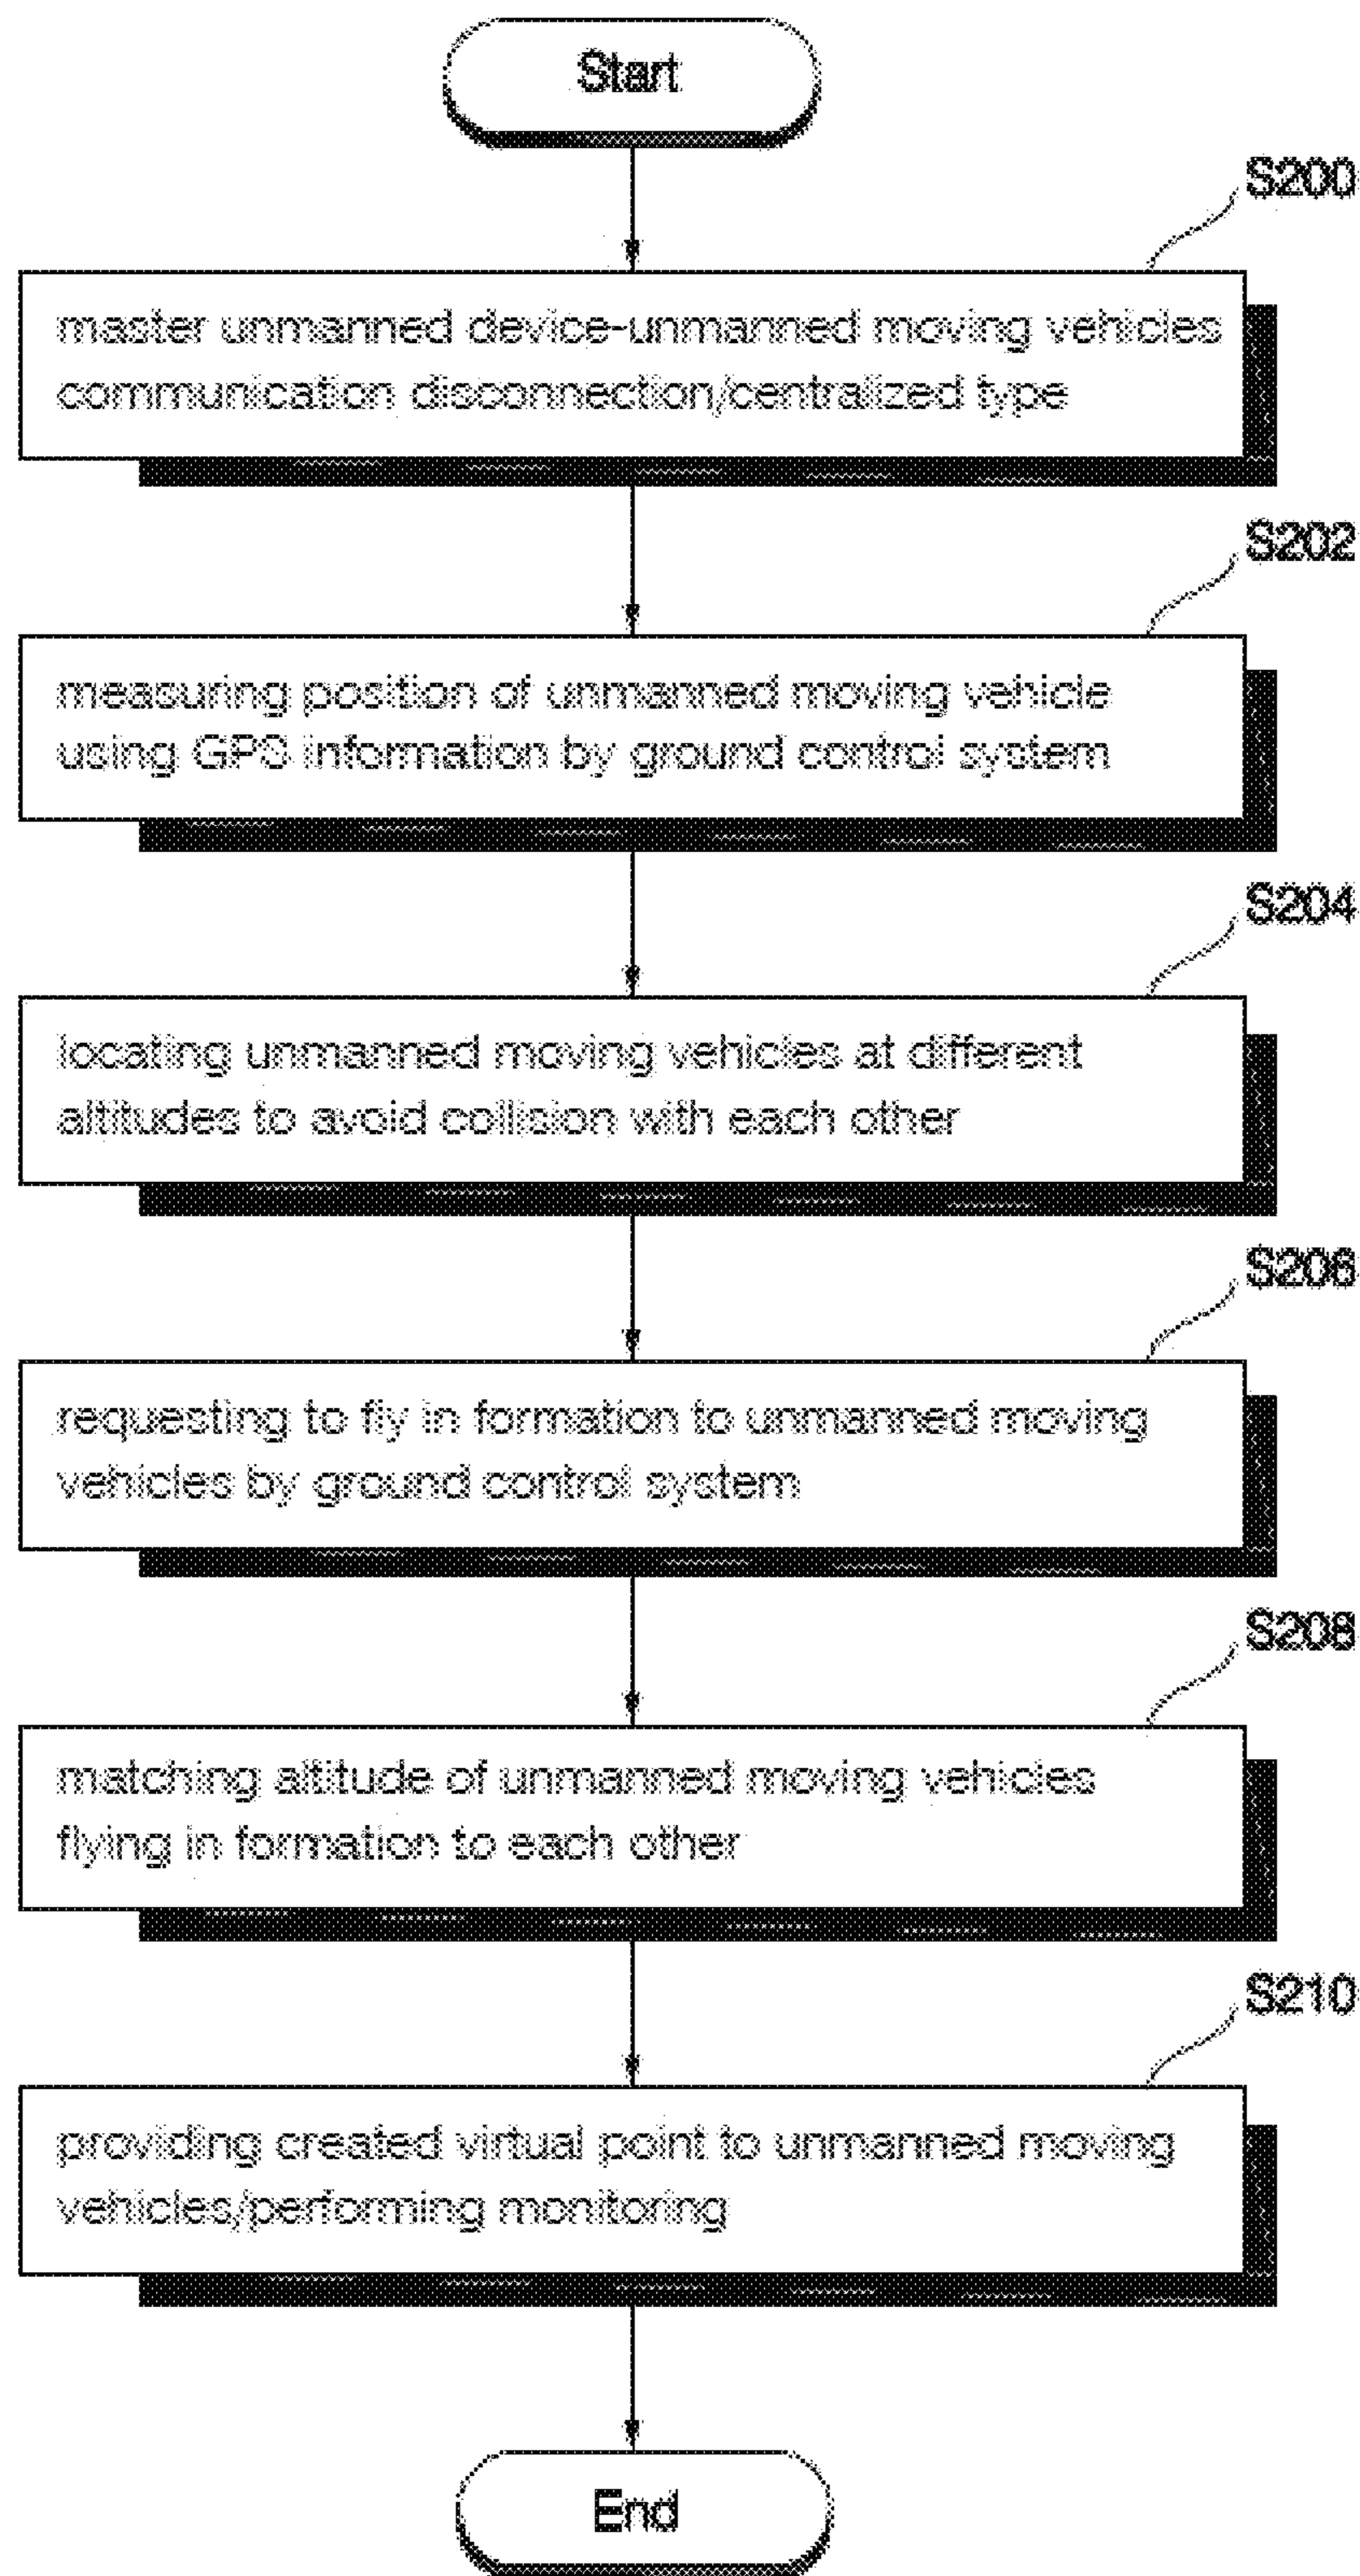 Start
S200
master unmanned device-unmanned moving vehicles
communication disconnection/centralized type
S202
measuring position of unmanned moving vehicle
using GPS information by ground control system
S204
locating unmanned moving vehicles at different
altitudes to avoid collision with each other
S206
requesting to fly in formation to unmanned moving
vehicles by ground control system
S208
matching altitude of unmanned moving vehicles
flying in formation to each other
S210
providing created virtual point to unmanned moving
vehicles/performing monitoring
End